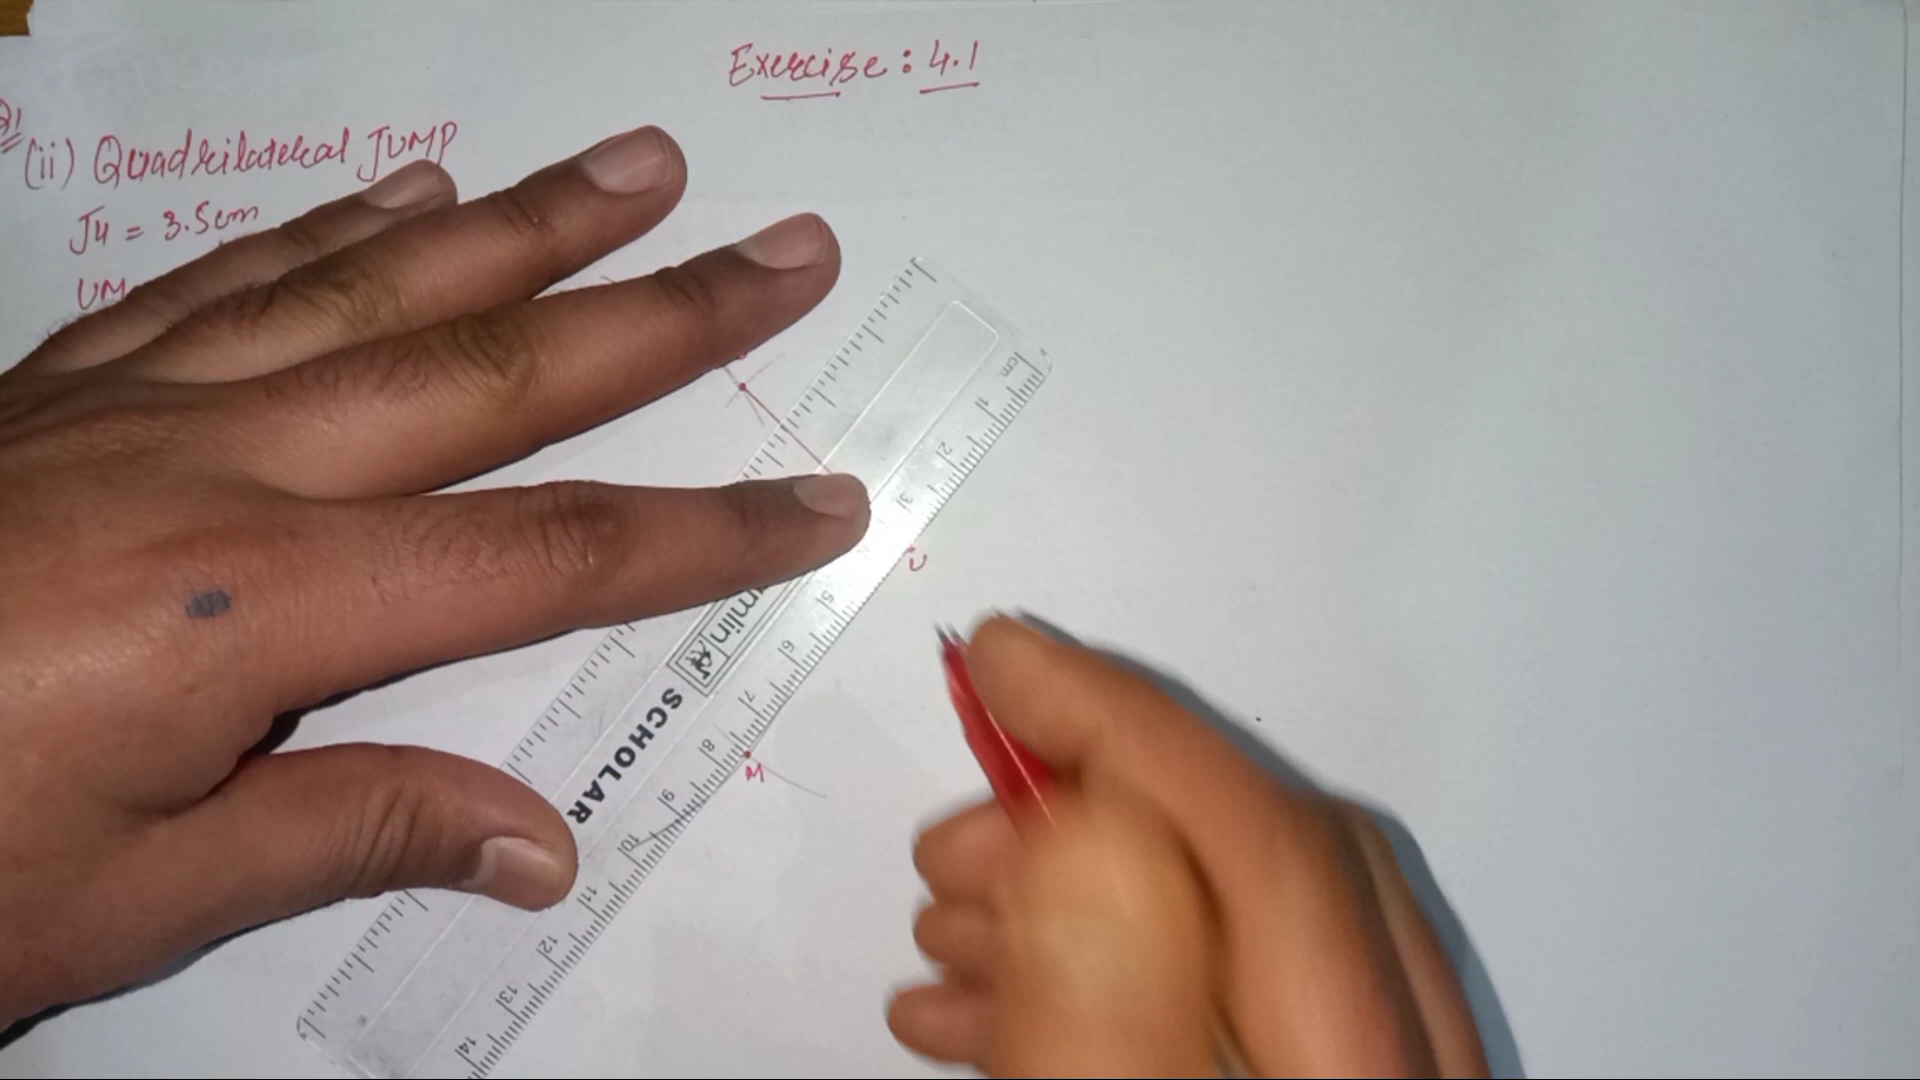 Exercise : 4.1
Q1
(ii) Quadrilateral JUMP
JU = 3.5cm
UM
1cm
1
2
3
5
6
7
8
9
10
11
12
13
14
SCHOLAR
U
M